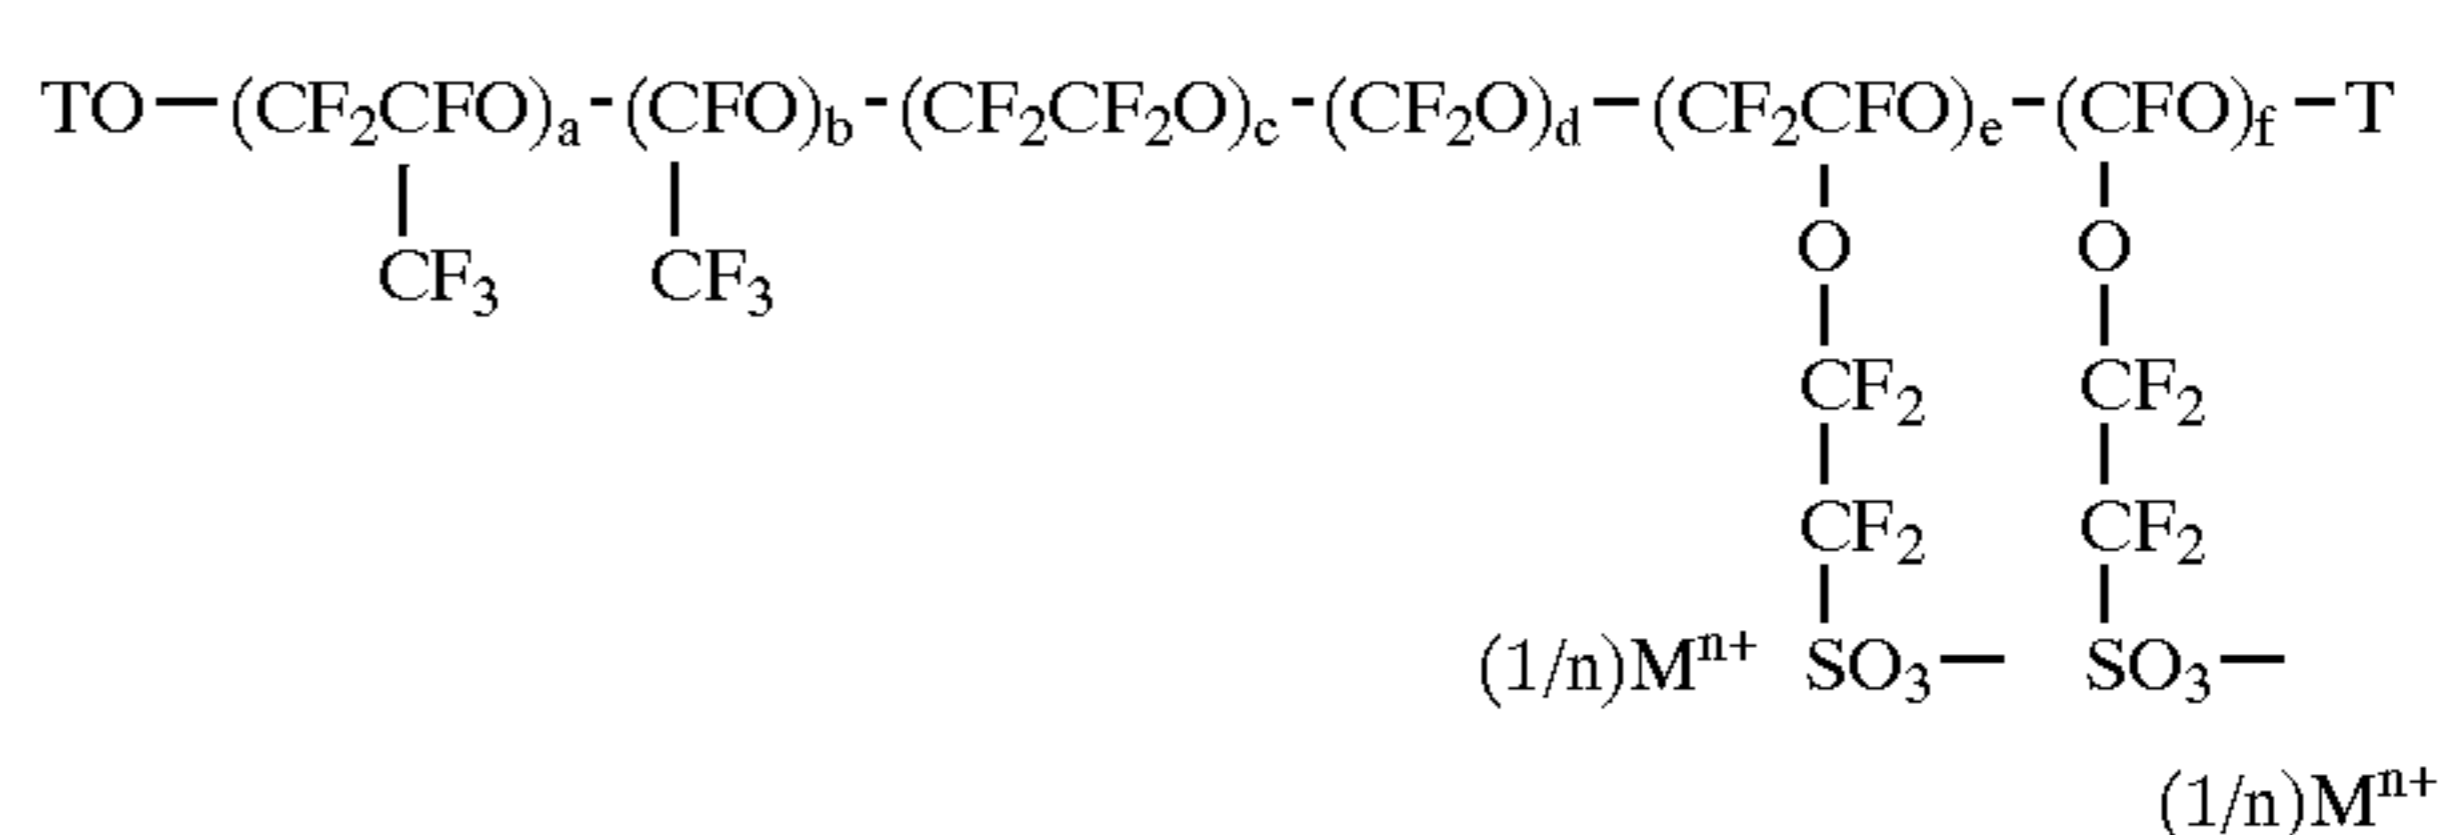 TO—(CF₂CFO)ₐ-(CFO)b-(CF₂CF₂O)c-(CF₂O)d—(CF₂CFO)e-(CFO)f—T
O O
CF₃ CF₃
CF₂ CF₂
CF₂ CF₂
(1/n)Mⁿ⁺ SO₃— SO₃—
(1/n)Mⁿ⁺